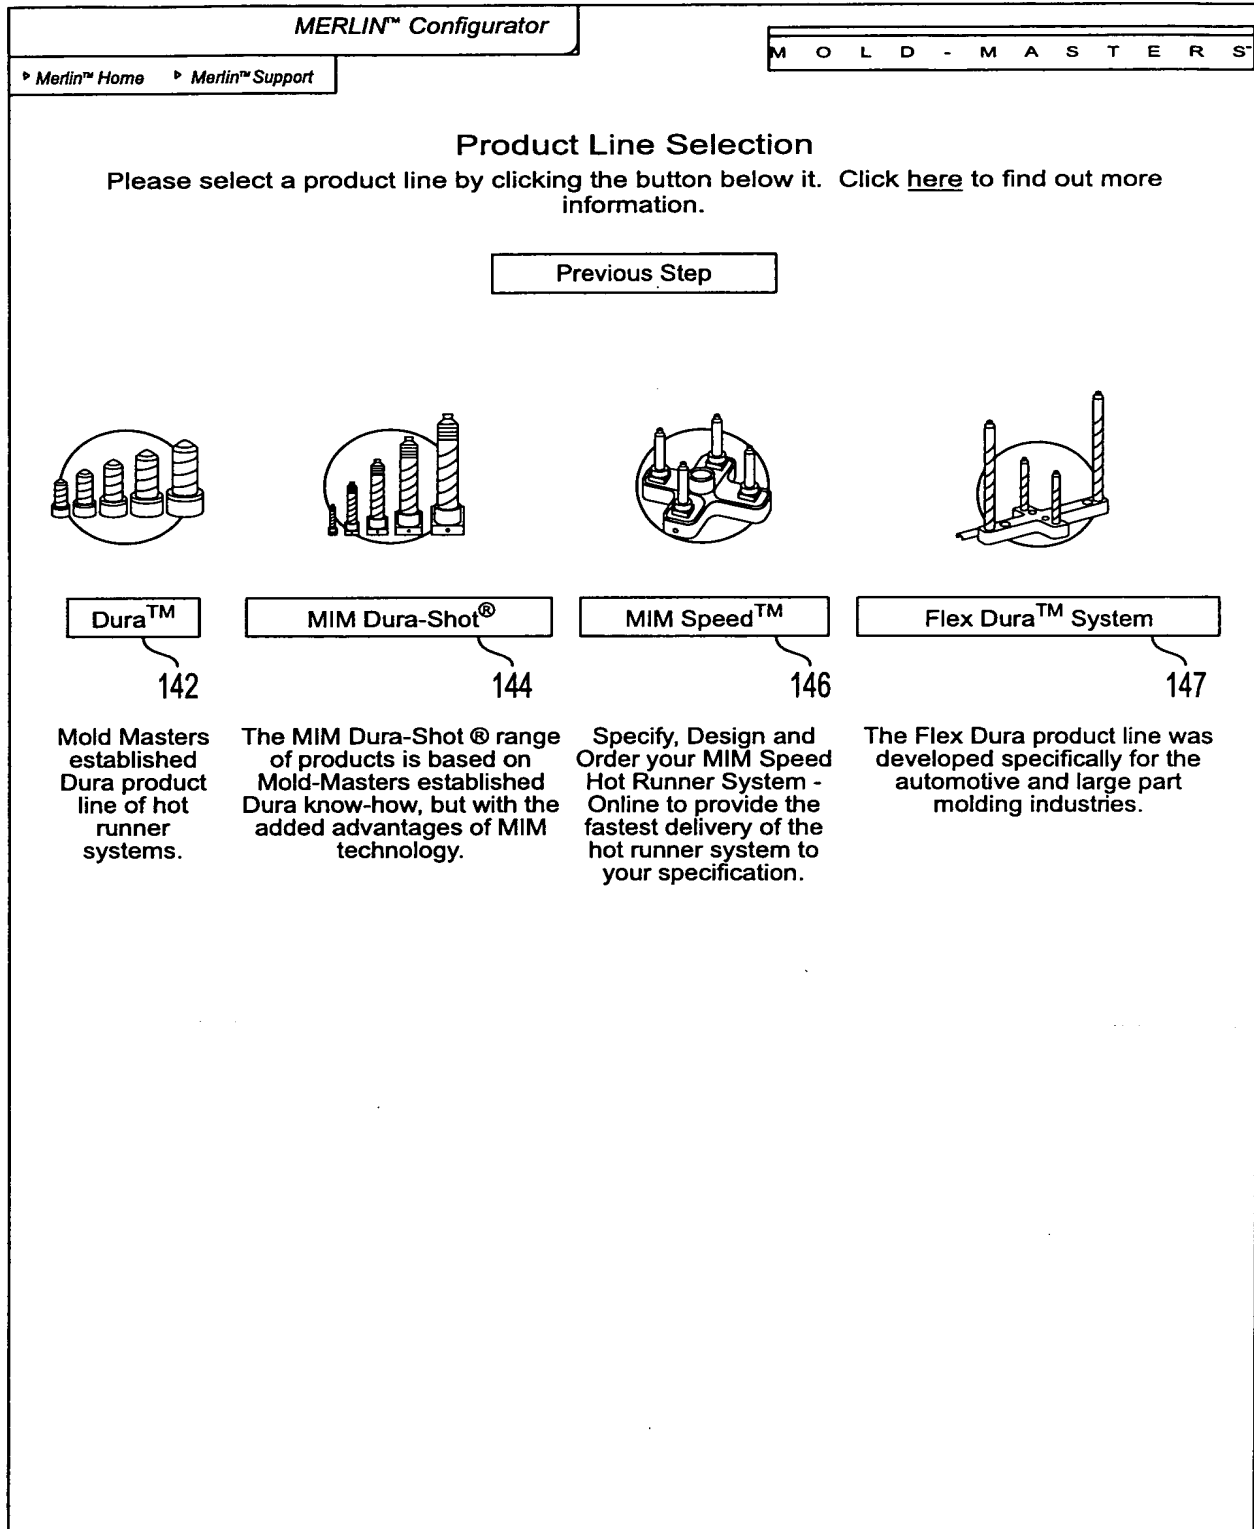 MERLIN™ Configurator
M O L D - M A S T E R S
▹ Merlin™ Home ▹ Merlin™ Support
Product Line Selection
Please select a product line by clicking the button below it. Click here to find out more
information.
Previous Step
Dura™
MIM Dura-Shot®
MIM Speed™
Flex Dura™ System
142
144
146
147
Mold Masters
established
Dura product
line of hot
runner
systems.
The MIM Dura-Shot ® range
of products is based on
Mold-Masters established
Dura know-how, but with the
added advantages of MIM
technology.
Specify, Design and
Order your MIM Speed
Hot Runner System -
Online to provide the
fastest delivery of the
hot runner system to
your specification.
The Flex Dura product line was
developed specifically for the
automotive and large part
molding industries.